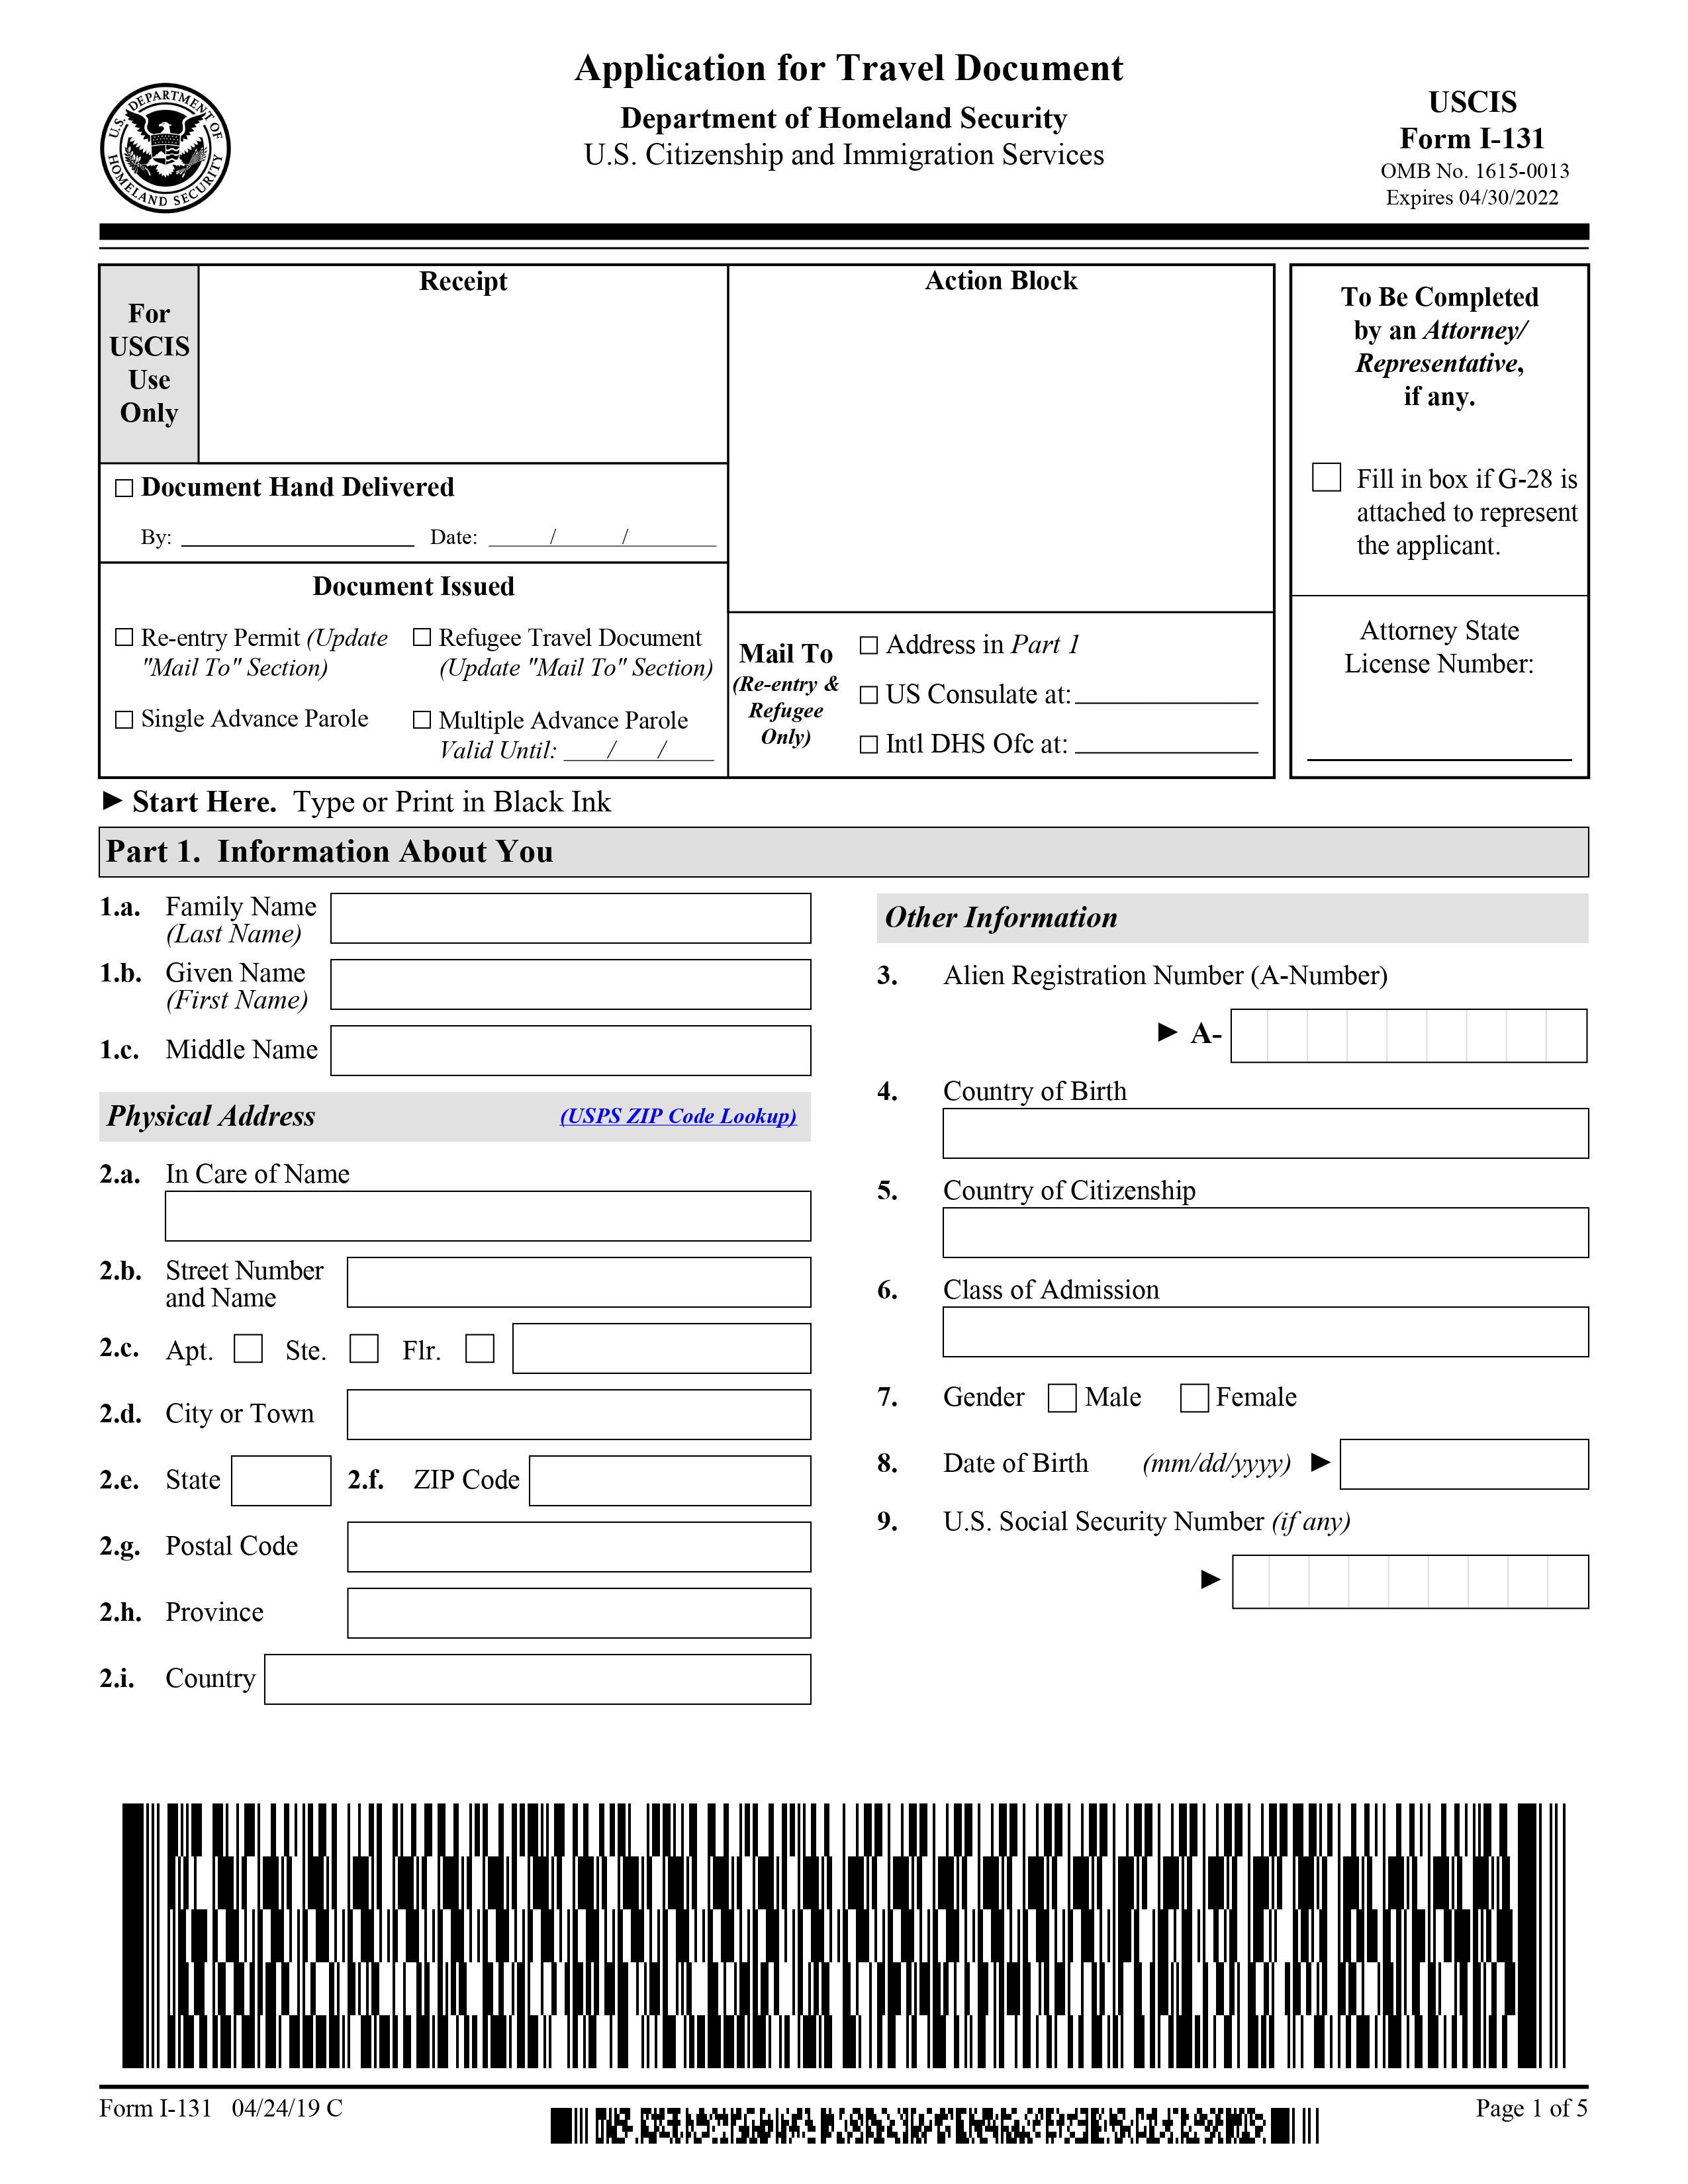 Application for Travel Document
Department of Homeland Security
U.S. Citizenship and Immigration Services
U.S. DEPARTMENT OF HOMELAND SECURITY
USCIS
Form I-131
OMB No. 1615-0013
Expires 04/30/2022
For
USCIS
Use
Only
Receipt
Document Hand Delivered
By: Date: / /
Document Issued
Re-entry Permit (Update
"Mail To" Section)
Refugee Travel Document
(Update "Mail To" Section)
Single Advance Parole
Multiple Advance Parole
Valid Until: / /
Action Block
Mail To
(Re-entry &
Refugee
Only)
Address in Part 1
US Consulate at:
Intl DHS Ofc at:
To Be Completed
by an Attorney/
Representative,
if any.
Fill in box if G-28 is
attached to represent
the applicant.
Attorney State
License Number:
► Start Here. Type or Print in Black Ink
Part 1. Information About You
1.a. Family Name
(Last Name)
1.b. Given Name
(First Name)
1.c. Middle Name
Physical Address (USPS ZIP Code Lookup)
2.a. In Care of Name
2.b. Street Number
and Name
2.c. Apt. Ste. Flr.
2.d. City or Town
2.e. State 2.f. ZIP Code
2.g. Postal Code
2.h. Province
2.i. Country
Other Information
3. Alien Registration Number (A-Number)
► A-
4. Country of Birth
5. Country of Citizenship
6. Class of Admission
7. Gender Male Female
8. Date of Birth (mm/dd/yyyy) ►
9. U.S. Social Security Number (if any)
►
Form I-131 04/24/19 C
Page 1 of 5